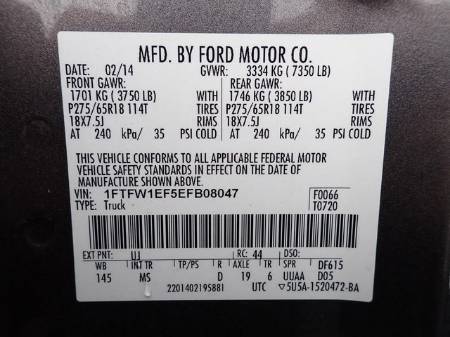 MFD. BY FORD MOTOR CO.
DATE: 02/14 GVWR: 3334 KG (7350 LB)
FRONT GAWR: REAR GAWR:
1701 KG (3750 LB) WITH 1746 KG (3850 LB) WITH
P275/65R18 114T TIRES P275/65R18 114T TIRES
18X7.5J RIMS 18X7.5J RIMS
AT 240 kPa/ 35 PSI COLD AT 240 kPa/ 35 PSI COLD
THIS VEHICLE CONFORMS TO ALL APPLICABLE FEDERAL MOTOR
VEHICLE SAFETY STANDARDS IN EFFECT ON THE DATE OF
MANUFACTURE SHOWN ABOVE.
VIN: 1FTFW1EF5EFB08047 F0066
TYPE: Truck T0720
EXT PNT: UJ RC: 44 DSO:
WB INT TR TP/PS R AXLE TR SPR DF615
145 MS D 19 6 UUAA D05
2201402195881 UTC ▽5U5A-1520472-BA